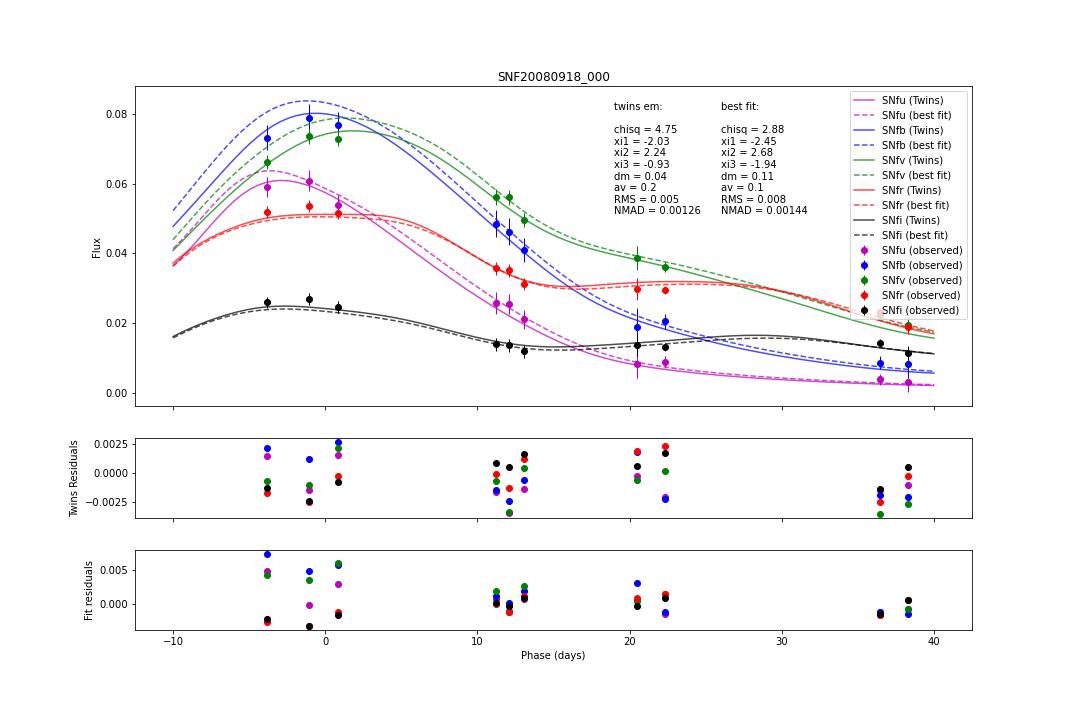 SNF20080918_000
Flux
0.08
0.06
0.04
0.02
0.00
twins em: best fit:
chisq = 4.75 chisq = 2.88
xi1 = -2.03 xi1 = -2.45
xi2 = 2.24 xi2 = 2.68
xi3 = -0.93 xi3 = -1.94
dm = 0.04 dm = 0.11
av = 0.2 av = 0.1
RMS = 0.005 RMS = 0.008
NMAD = 0.00126 NMAD = 0.00144
SNfu (Twins)
SNfu (best fit)
SNfb (Twins)
SNfb (best fit)
SNfv (Twins)
SNfv (best fit)
SNfr (Twins)
SNfr (best fit)
SNfi (Twins)
SNfi (best fit)
SNfu (observed)
SNfb (observed)
SNfv (observed)
SNfr (observed)
SNfi (observed)
Twins Residuals
0.0025
0.0000
−0.0025
Fit residuals
0.005
0.000
−10 0 10 20 30 40
Phase (days)